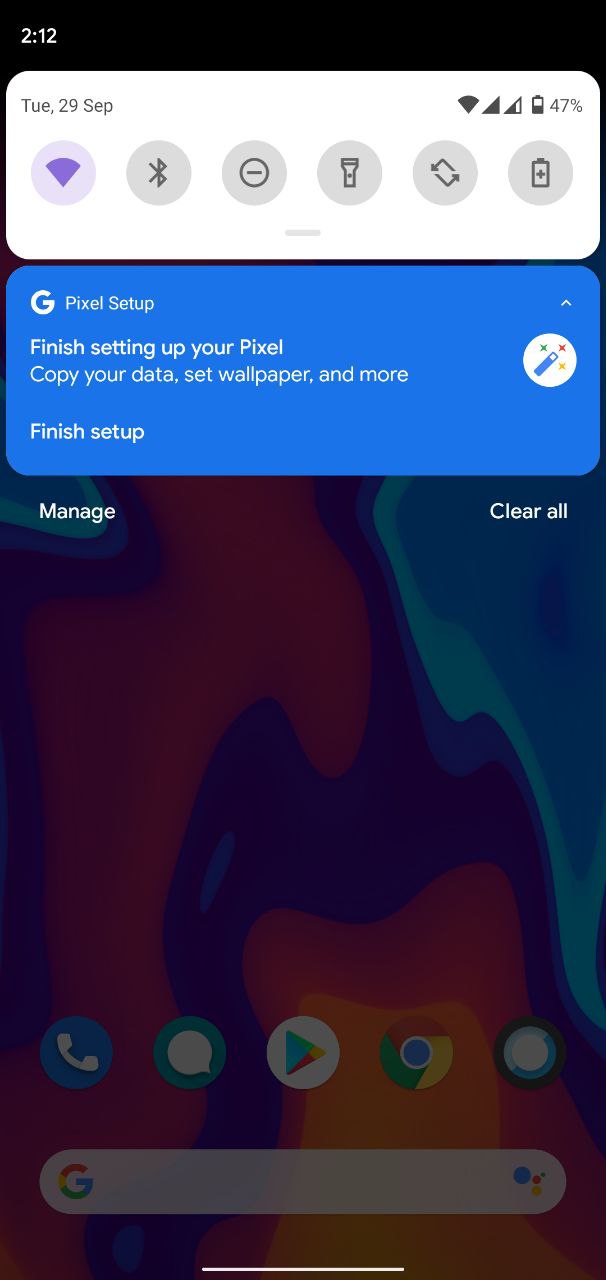 2:12
Tue, 29 Sep 47%
G Pixel Setup
Finish setting up your Pixel
Copy your data, set wallpaper, and more
Finish setup
Manage Clear all
G